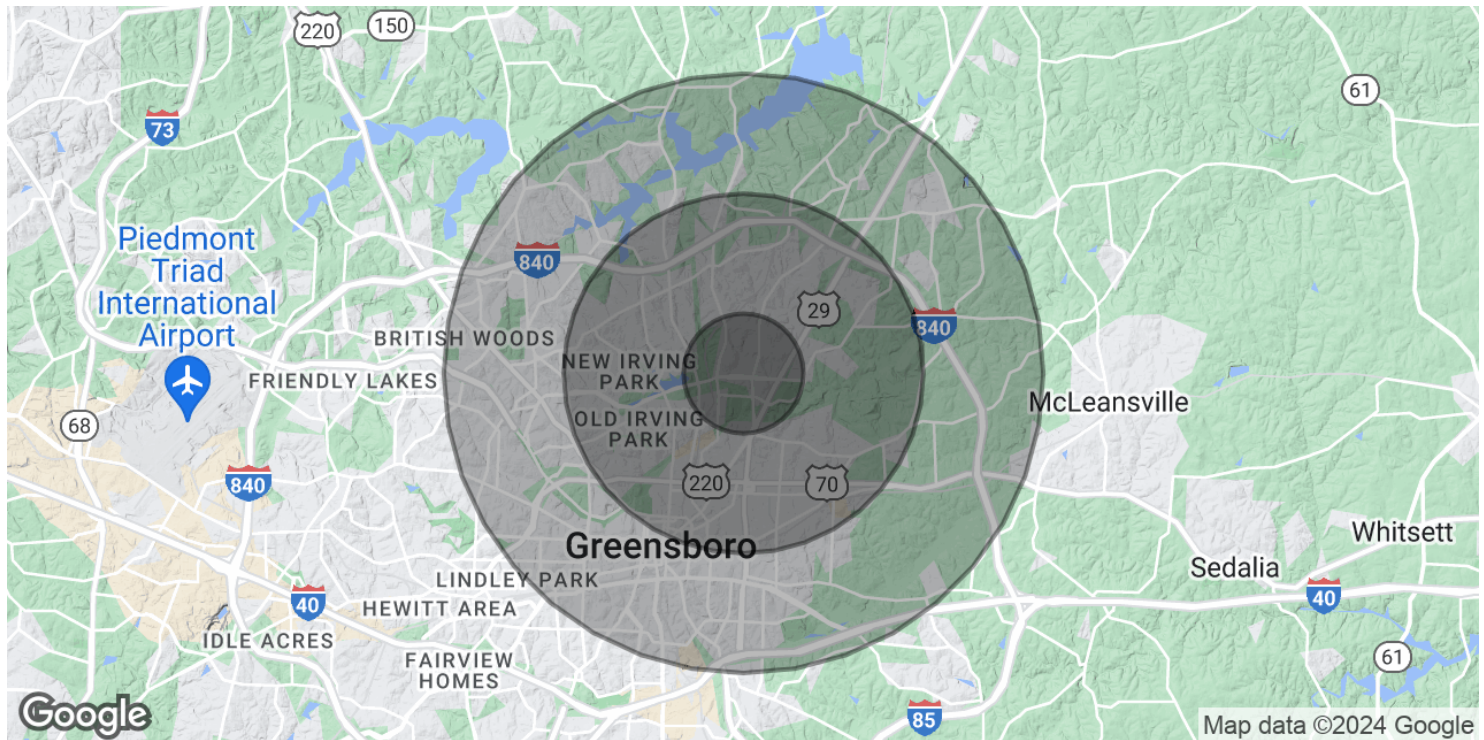 220
150
61
73
Piedmont
Triad
International
Airport
840
29
840
BRITISH WOODS
NEW IRVING
PARK
FRIENDLY LAKES
McLeansville
68
OLD IRVING
PARK
840
220
70
Whitsett
Greensboro
Sedalia
LINDLEY PARK
40
HEWITT AREA
40
IDLE ACRES
FAIRVIEW
HOMES
61
Google
85
Map data ©2024 Google